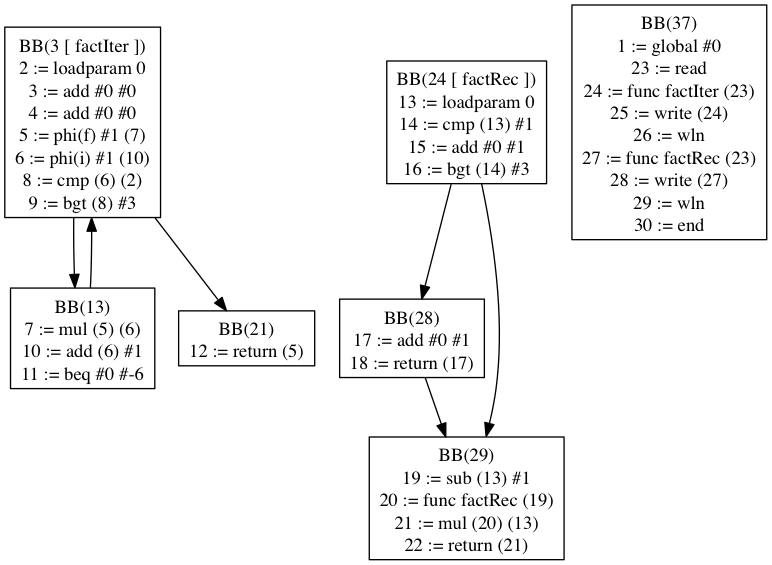 BB(3 [ factIter ])
2 := loadparam 0
3 := add #0 #0
4 := add #0 #0
5 := phi(f) #1 (7)
6 := phi(i) #1 (10)
8 := cmp (6) (2)
9 := bgt (8) #3
BB(13)
7 := mul (5) (6)
10 := add (6) #1
11 := beq #0 #-6
BB(21)
12 := return (5)
BB(24 [ factRec ])
13 := loadparam 0
14 := cmp (13) #1
15 := add #0 #1
16 := bgt (14) #3
BB(28)
17 := add #0 #1
18 := return (17)
BB(29)
19 := sub (13) #1
20 := func factRec (19)
21 := mul (20) (13)
22 := return (21)
BB(37)
1 := global #0
23 := read
24 := func factIter (23)
25 := write (24)
26 := wln
27 := func factRec (23)
28 := write (27)
29 := wln
30 := end